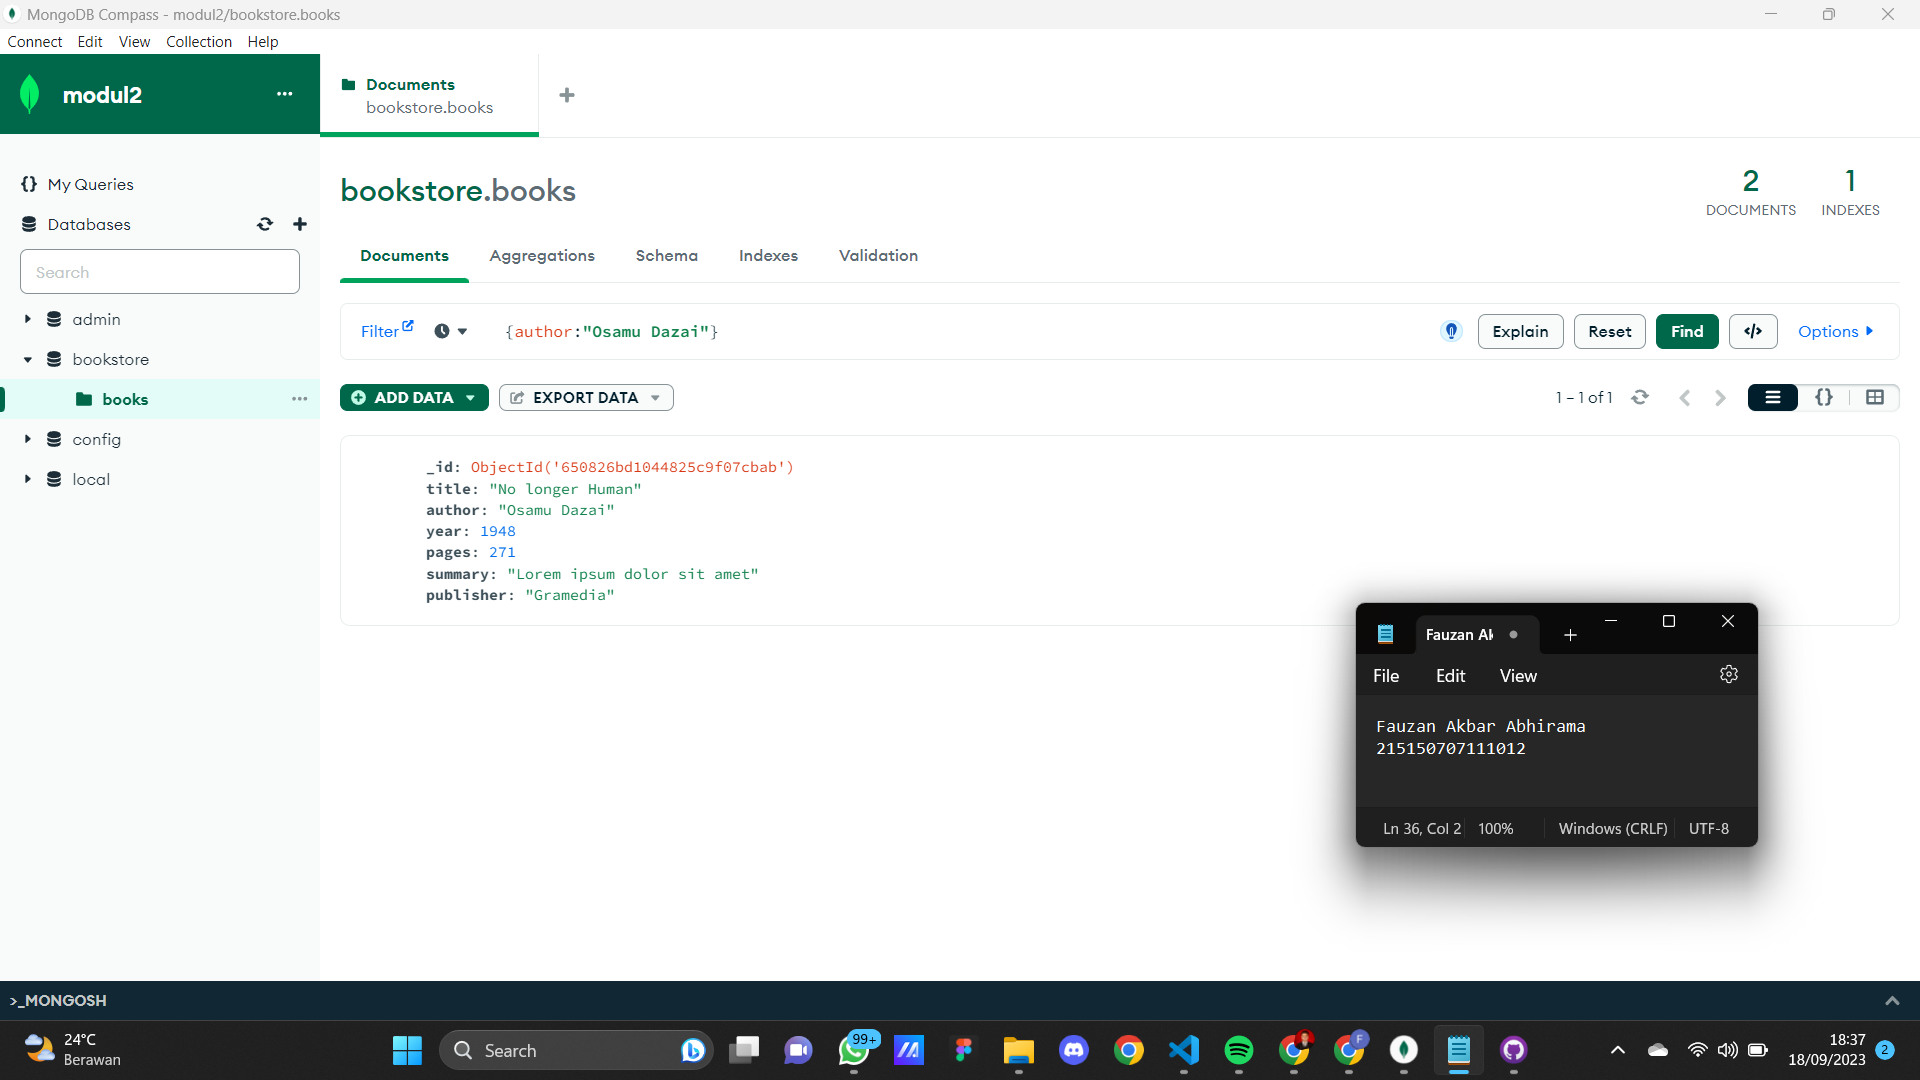 MongoDB Compass - modul2/bookstore.books
Connect Edit View Collection Help
modul2
Documents
bookstore.books
My Queries
Databases
Search
admin
bookstore
books
config
local
bookstore.books
2
DOCUMENTS
1
INDEXES
Documents Aggregations Schema Indexes Validation
Filter
{author:"Osamu Dazai"}
Explain Reset Find Options
ADD DATA EXPORT DATA
1 – 1 of 1
_id: ObjectId('650826bd1044825c9f07cbab')
title: "No longer Human"
author: "Osamu Dazai"
year: 1948
pages: 271
summary: "Lorem ipsum dolor sit amet"
publisher: "Gramedia"
Fauzan Ak
File Edit View
Fauzan Akbar Abhirama
215150707111012
Ln 36, Col 2 100% Windows (CRLF) UTF-8
>_MONGOSH
24°C
Berawan
Search
99+
F
18:37
18/09/2023
2